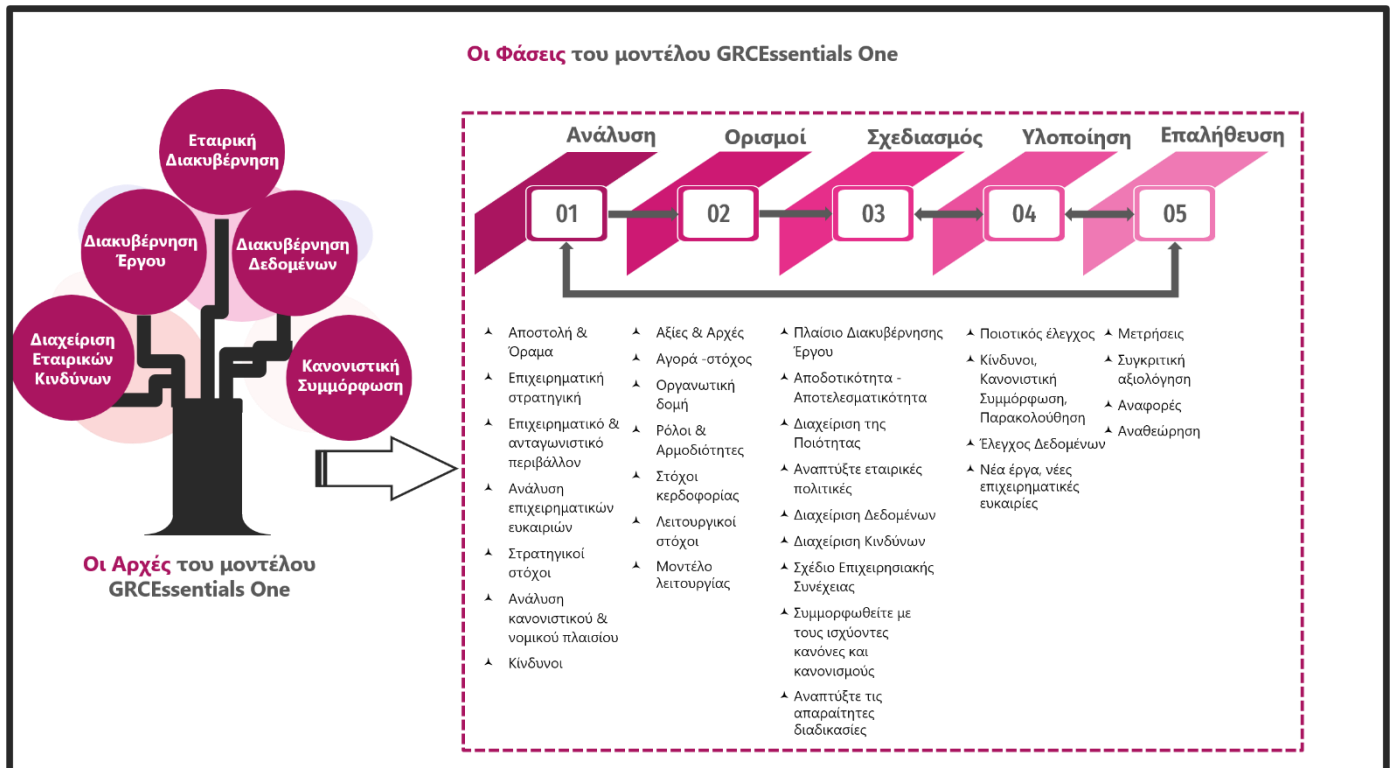 Οι Φάσεις του μοντέλου GRCEssentials One
Εταιρική
Διακυβέρνηση
Διακυβέρνηση
Έργου
Διακυβέρνηση
Δεδομένων
Διαχείριση
Εταιρικών
Κινδύνων
Κανονιστική
Συμμόρφωση
Οι Αρχές του μοντέλου
GRCEssentials One
Ανάλυση
Ορισμοί
Σχεδιασμός
Υλοποίηση
Επαλήθευση
01
02
03
04
05
Αποστολή &
Όραμα
Επιχειρηματική
στρατηγική
Επιχειρηματικό &
ανταγωνιστικό
περιβάλλον
Ανάλυση
επιχειρηματικών
ευκαιριών
Στρατηγικοί
στόχοι
Ανάλυση
κανονιστικού &
νομικού πλαισίου
Κίνδυνοι
Αξίες & Αρχές
Αγορά -στόχος
Οργανωτική
δομή
Ρόλοι &
Αρμοδιότητες
Στόχοι
κερδοφορίας
Λειτουργικοί
στόχοι
Μοντέλο
λειτουργίας
Πλαίσιο Διακυβέρνησης
Έργου
Αποδοτικότητα -
Αποτελεσματικότητα
Διαχείριση της
Ποιότητας
Αναπτύξτε εταιρικές
πολιτικές
Διαχείριση Δεδομένων
Διαχείριση Κινδύνων
Σχέδιο Επιχειρησιακής
Συνέχειας
Συμμορφωθείτε με
τους ισχύοντες
κανόνες και
κανονισμούς
Αναπτύξτε τις
απαραίτητες
διαδικασίες
Ποιοτικός έλεγχος
Κίνδυνοι,
Κανονιστική
Συμμόρφωση,
Παρακολούθηση
Έλεγχος Δεδομένων
Νέα έργα, νέες
επιχειρηματικές
ευκαιρίες
Μετρήσεις
Συγκριτική
αξιολόγηση
Αναφορές
Αναθεώρηση